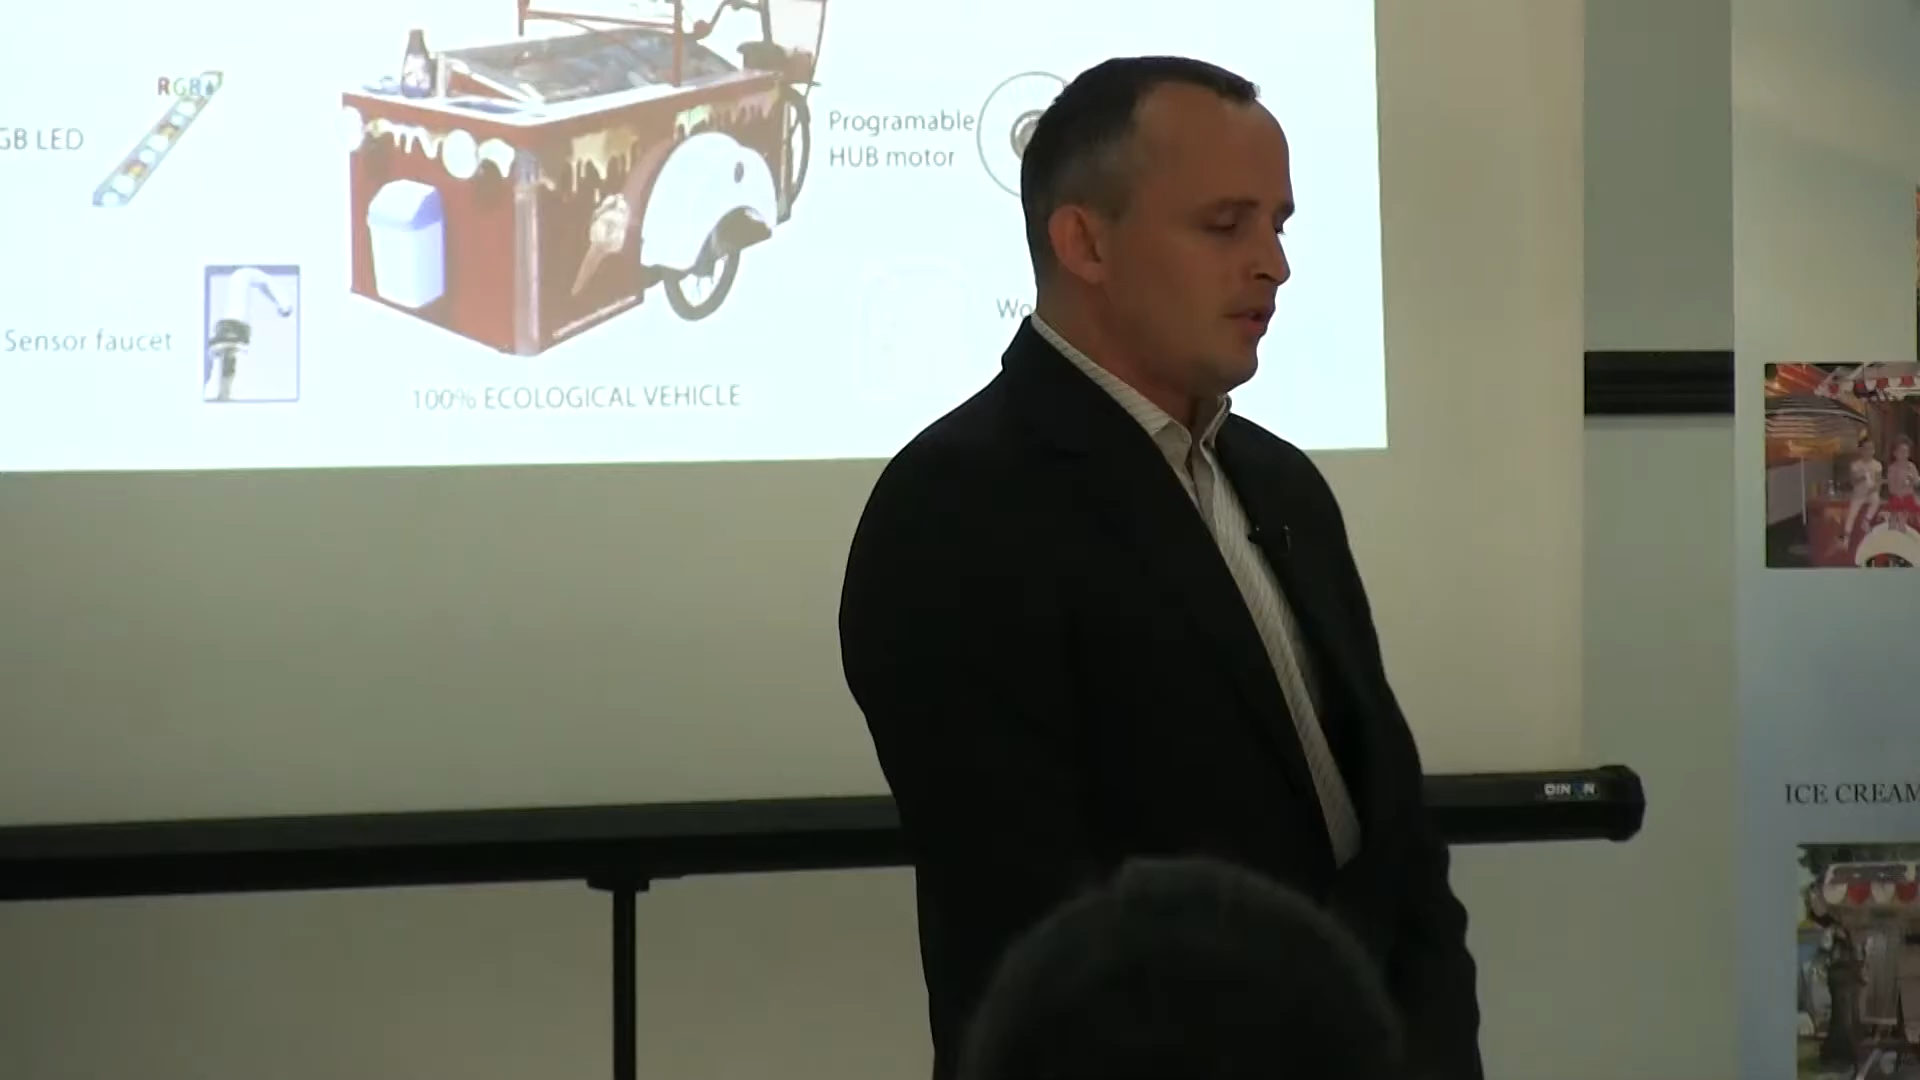 RGB
GB LED
Programable
HUB motor
Wo
Sensor faucet
100% ECOLOGICAL VEHICLE
DINON
ICE CREAM